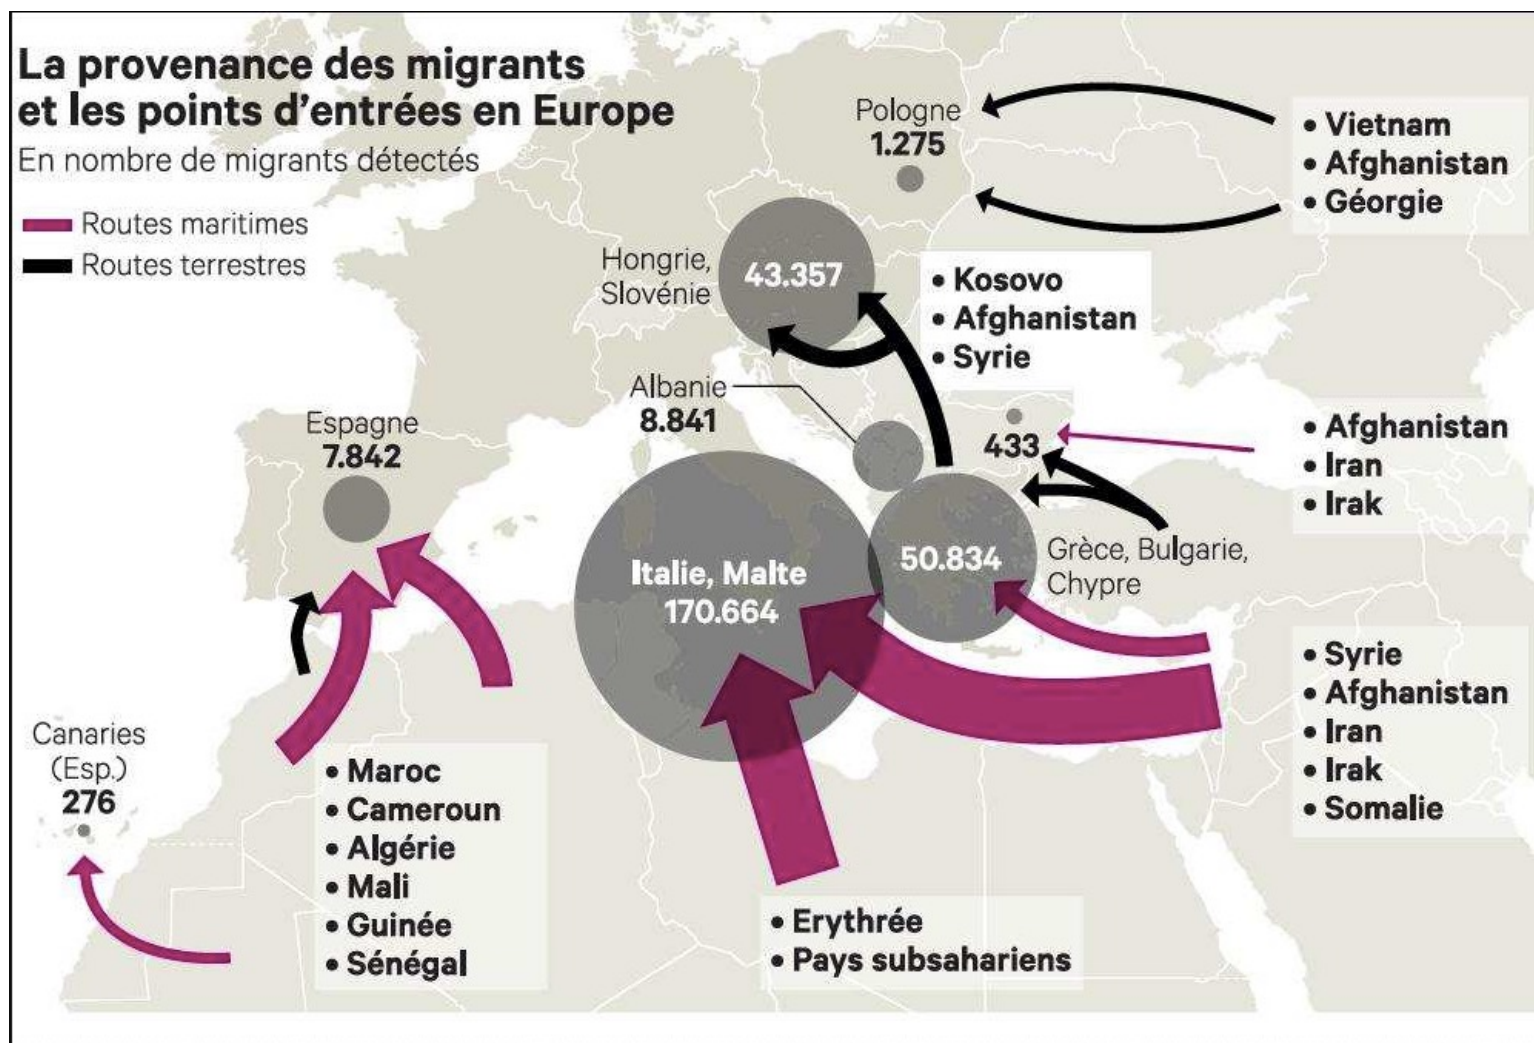 La provenance des migrants
et les points d'entrées en Europe
En nombre de migrants détectés
Routes maritimes
Routes terrestres
Pologne
1.275
• Vietnam
• Afghanistan
• Géorgie
Hongrie,
Slovénie
43.357
• Kosovo
• Afghanistan
• Syrie
Albanie
8.841
Espagne
7.842
433
• Afghanistan
• Iran
• Irak
Italie, Malte
170.664
50.834
Grèce, Bulgarie,
Chypre
• Syrie
• Afghanistan
• Iran
• Irak
• Somalie
Canaries
(Esp.)
276
• Maroc
• Cameroun
• Algérie
• Mali
• Guinée
• Sénégal
• Erythrée
• Pays subsahariens